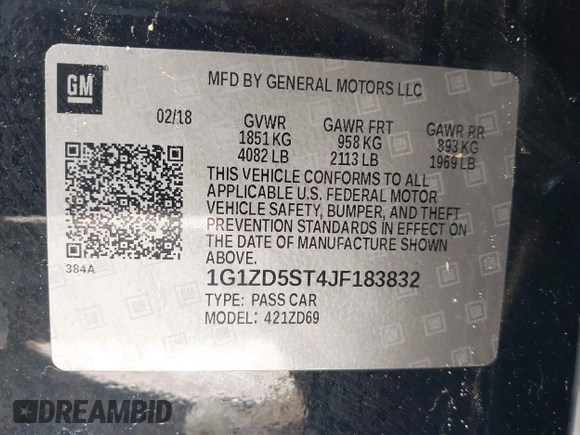 GM
MFD BY GENERAL MOTORS LLC
02/18 GVWR GAWR FRT GAWR RR
1851 KG 958 KG 893 KG
4082 LB 2113 LB 1969 LB
THIS VEHICLE CONFORMS TO ALL
APPLICABLE U.S. FEDERAL MOTOR
VEHICLE SAFETY, BUMPER, AND THEFT
PREVENTION STANDARDS IN EFFECT ON
THE DATE OF MANUFACTURE SHOWN
ABOVE.
384A
1G1ZD5ST4JF183832
TYPE: PASS CAR
MODEL: 421ZD69
DREAMBID